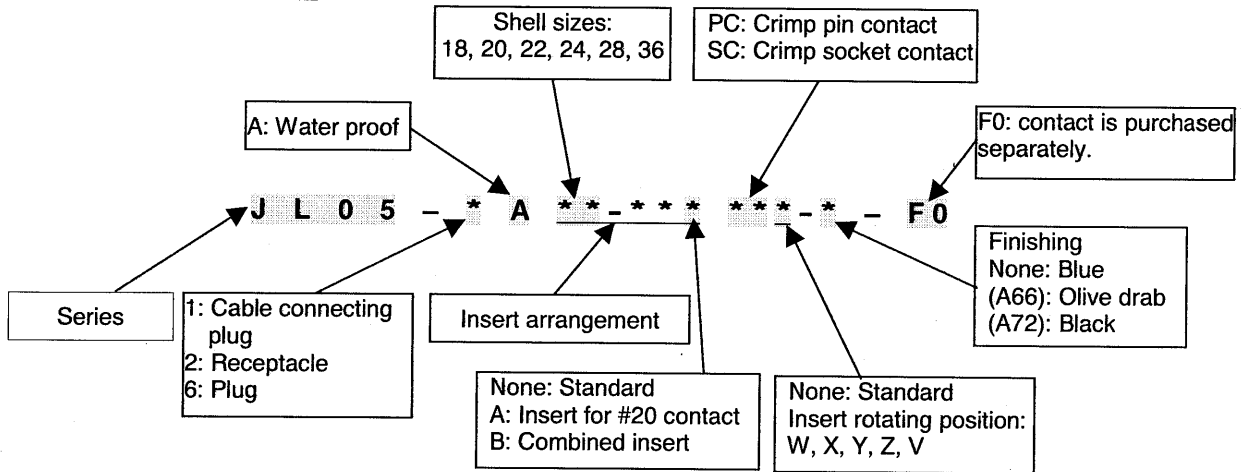 Shell sizes:
18, 20, 22, 24, 28, 36
PC: Crimp pin contact
SC: Crimp socket contact
A: Water proof
F0: contact is purchased
separately.
J L 0 5 – * A * * - * * * * * * - * – F0
Series
1: Cable connecting
plug
2: Receptacle
6: Plug
Insert arrangement
Finishing
None: Blue
(A66): Olive drab
(A72): Black
None: Standard
A: Insert for #20 contact
B: Combined insert
None: Standard
Insert rotating position:
W, X, Y, Z, V